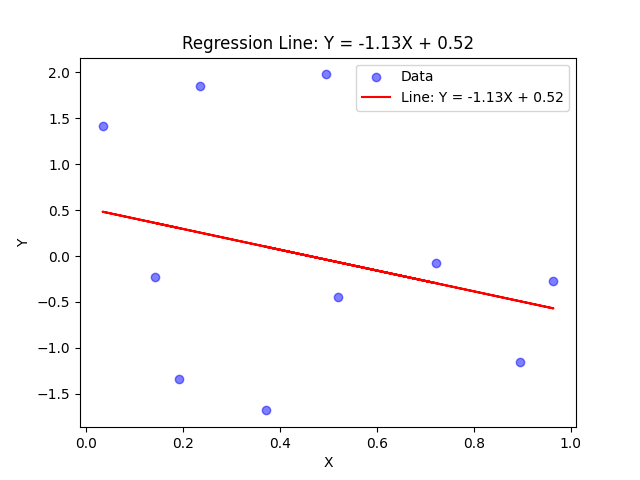 Regression Line: Y = -1.13X + 0.52
Data
Line: Y = -1.13X + 0.52
2.0
1.5
1.0
0.5
0.0
−0.5
−1.0
−1.5
Y
0.0 0.2 0.4 0.6 0.8 1.0
X